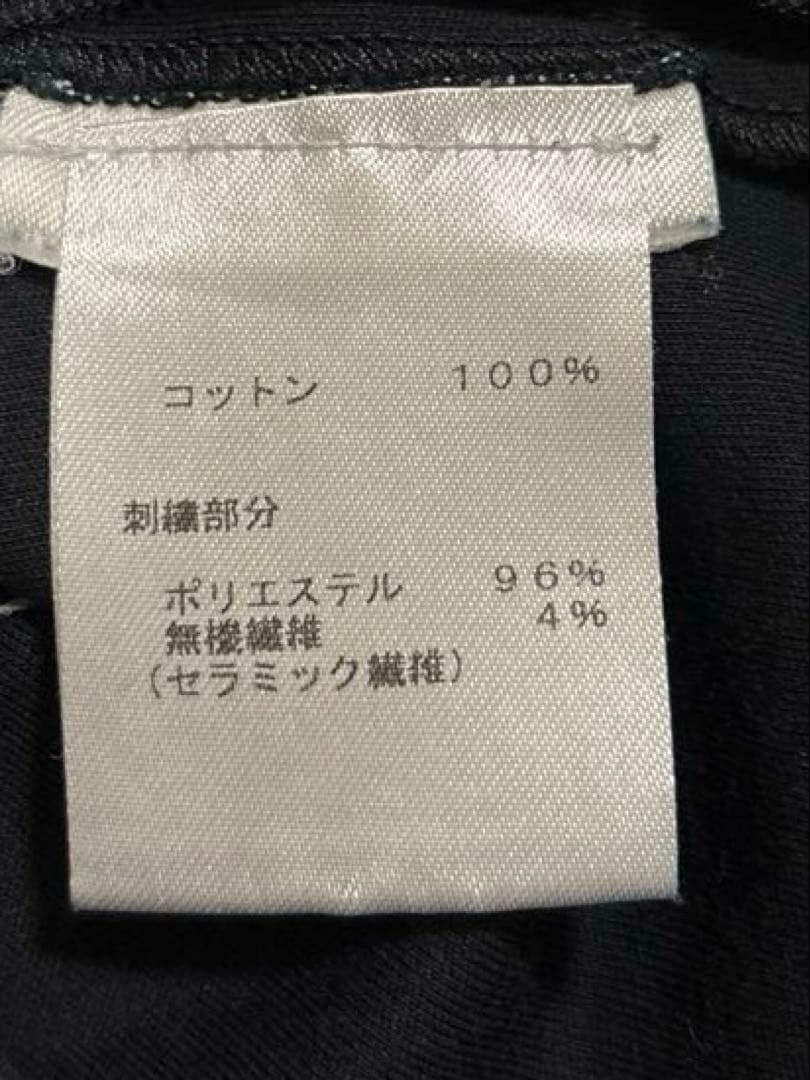 コットン 100%
刺繍部分
ポリエステル 96%
無機繊維 4%
(セラミック繊維)